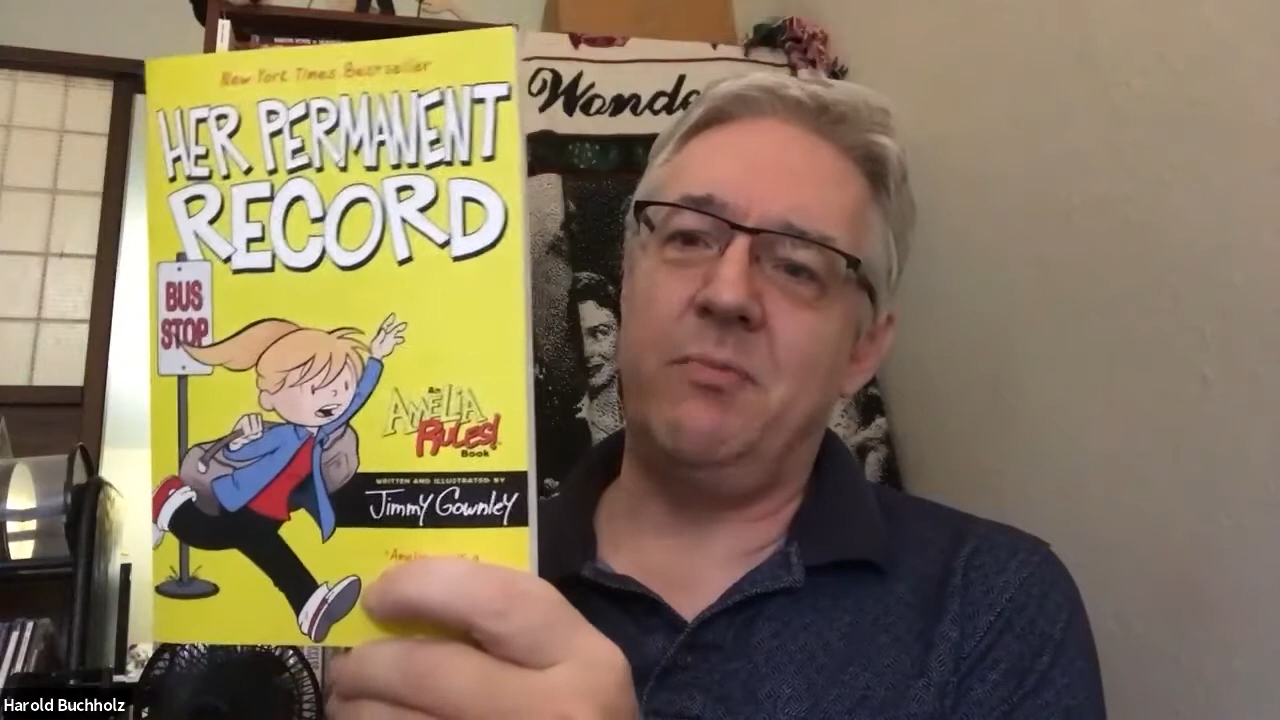 New York Times Bestseller
HER PERMANENT
RECORD
BUS
STOP
An
AMELIA
RULES!
Book
WRITTEN AND ILLUSTRATED BY
Jimmy Gownley
Wonde
Harold Buchholz